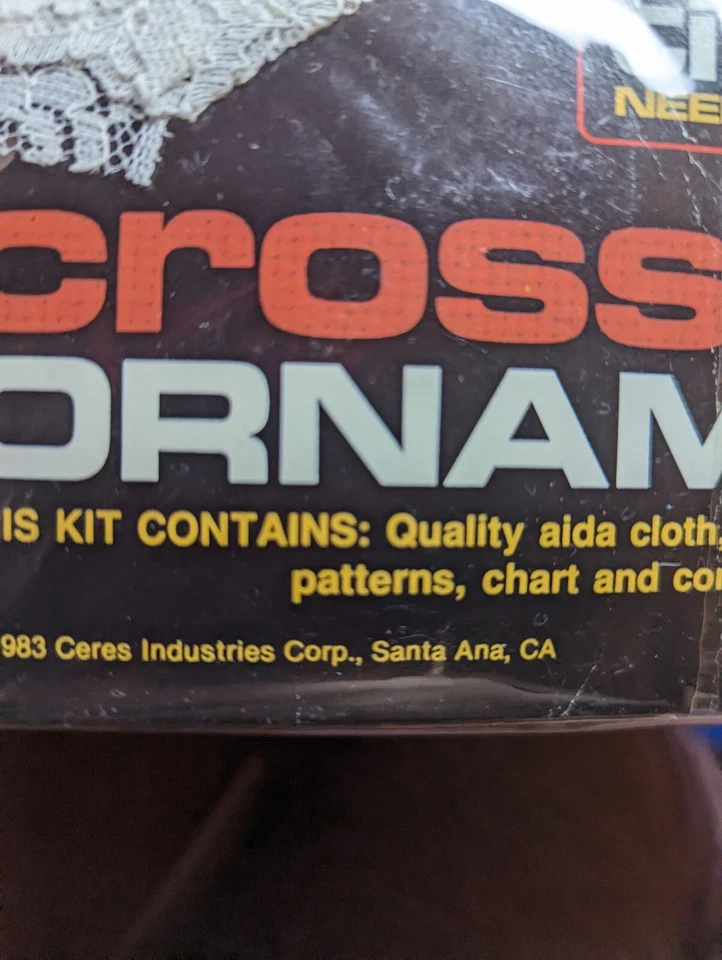 NEE
cross
ORNAM
IS KIT CONTAINS: Quality aida cloth,
patterns, chart and co
983 Ceres Industries Corp., Santa Ana, CA